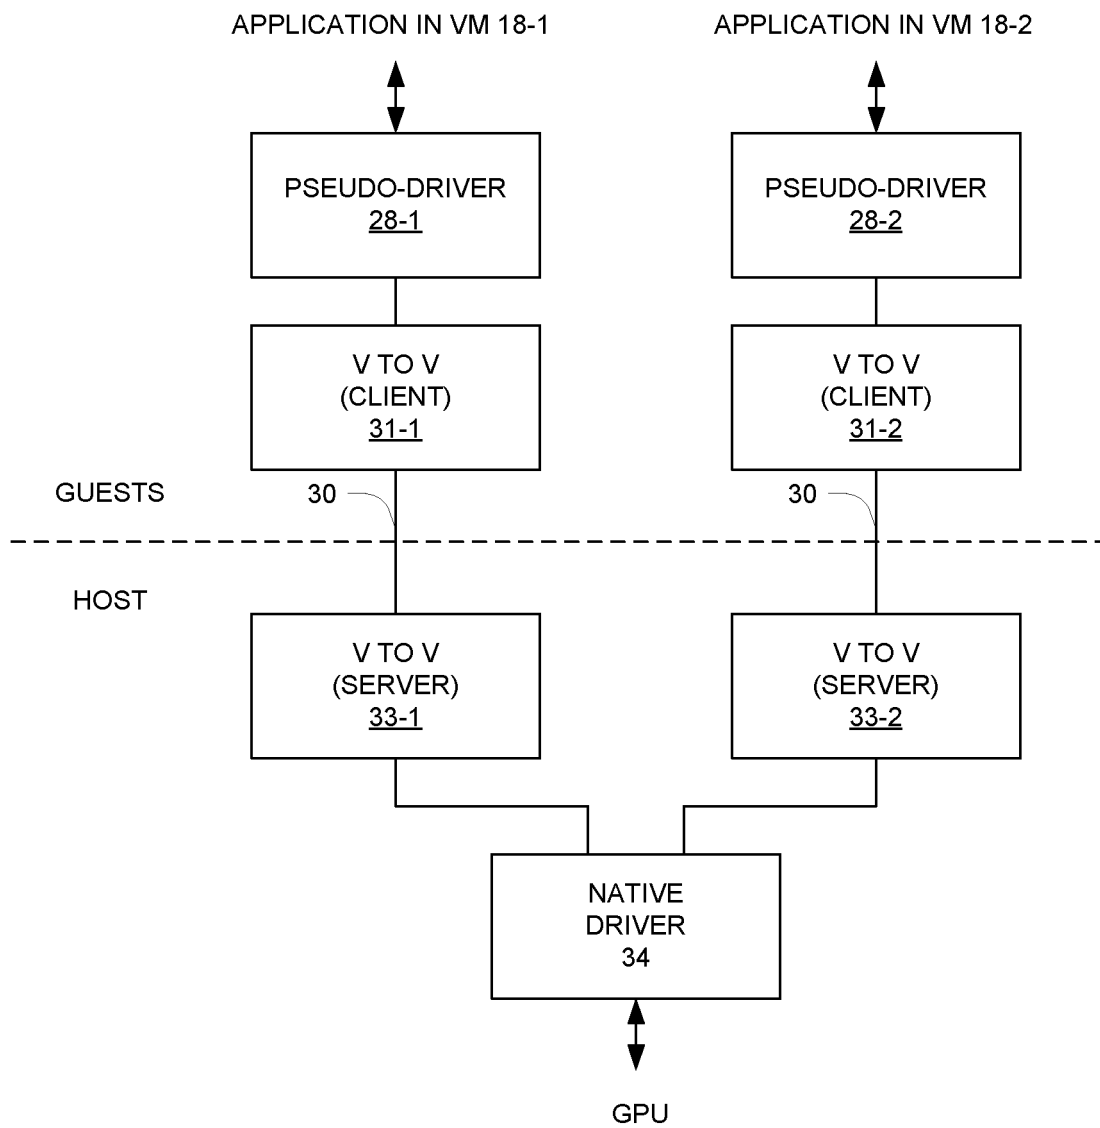 APPLICATION IN VM 18-1
APPLICATION IN VM 18-2
PSEUDO-DRIVER
28-1
PSEUDO-DRIVER
28-2
V TO V
(CLIENT)
31-1
V TO V
(CLIENT)
31-2
GUESTS
30
30
HOST
V TO V
(SERVER)
33-1
V TO V
(SERVER)
33-2
NATIVE
DRIVER
34
GPU